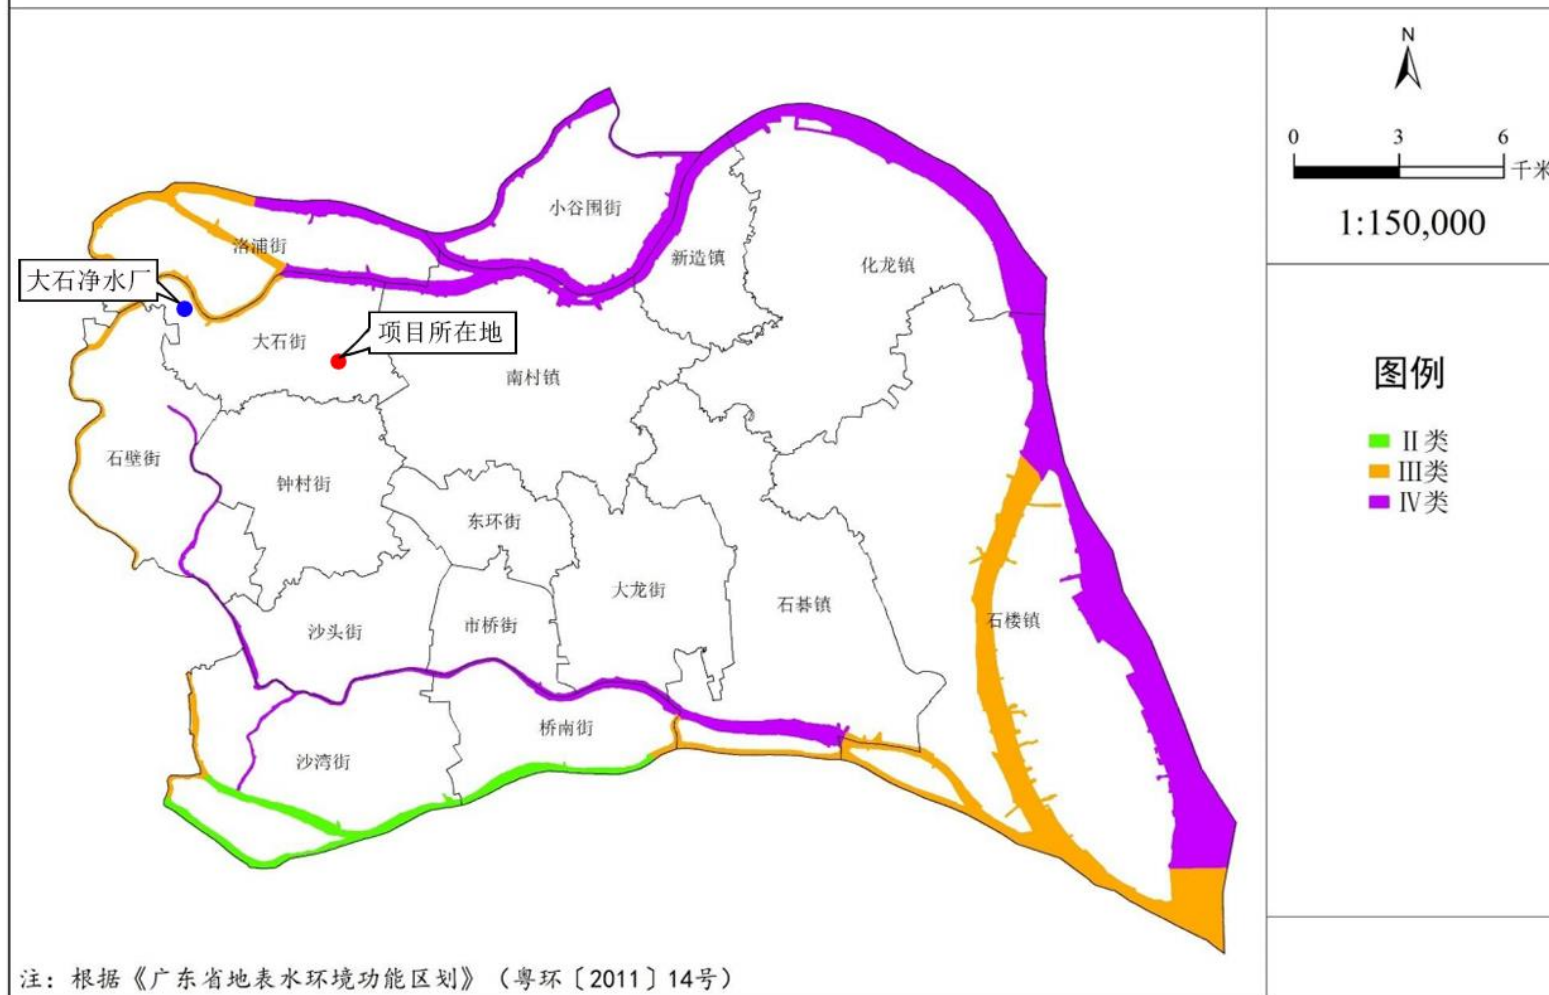 N
0 3 6 千米
1:150,000
小谷围街
洛浦街
新造镇
化龙镇
大石净水厂
项目所在地
大石街
南村镇
石壁街
钟村街
东环街
大龙街
石碁镇
石楼镇
沙头街
市桥街
桥南街
沙湾街
图例
II类
III类
IV类
注：根据《广东省地表水环境功能区划》（粤环〔2011〕14号）